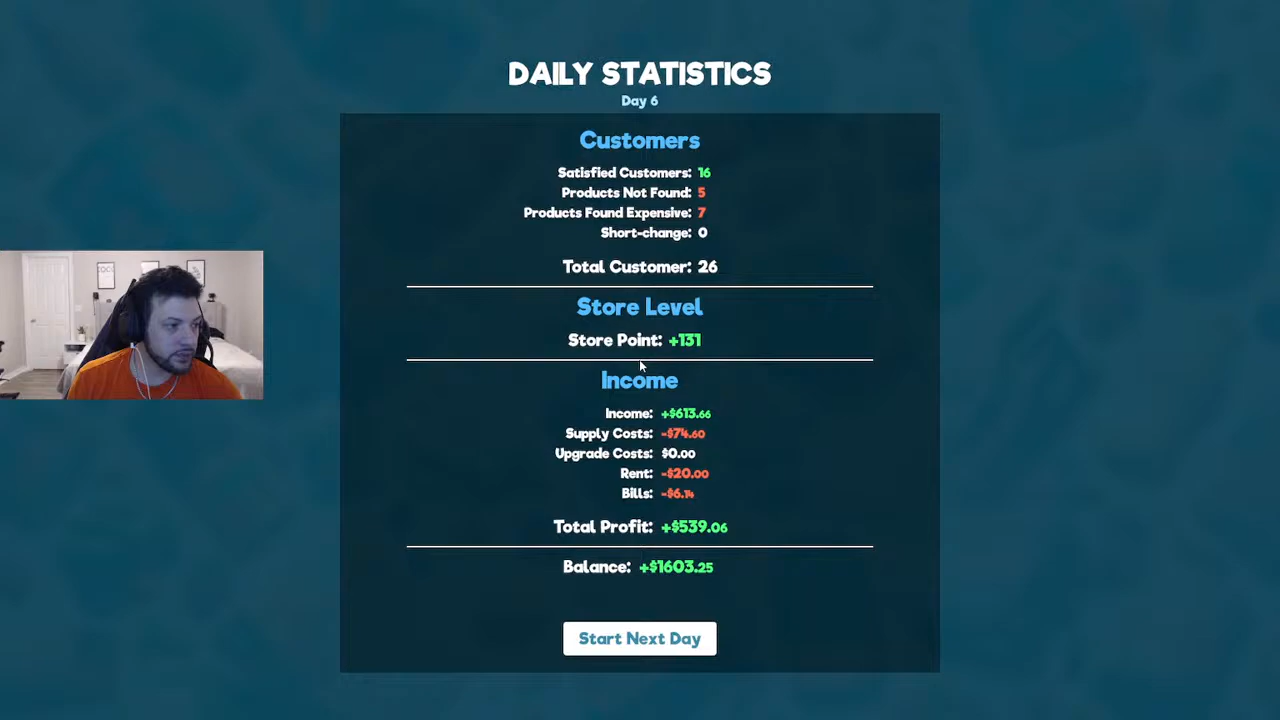 DAILY STATISTICS
Day 6
Customers
Satisfied Customers: 16
Products Not Found: 5
Products Found Expensive: 7
Short-change: 0
Total Customer: 26
Store Level
Store Point: +131
Income
Income: +$613.66
Supply Costs: -$74.60
Upgrade Costs: $0.00
Rent: -$20.00
Bills: -$6.14
Total Profit: +$539.06
Balance: +$1603.25
Start Next Day